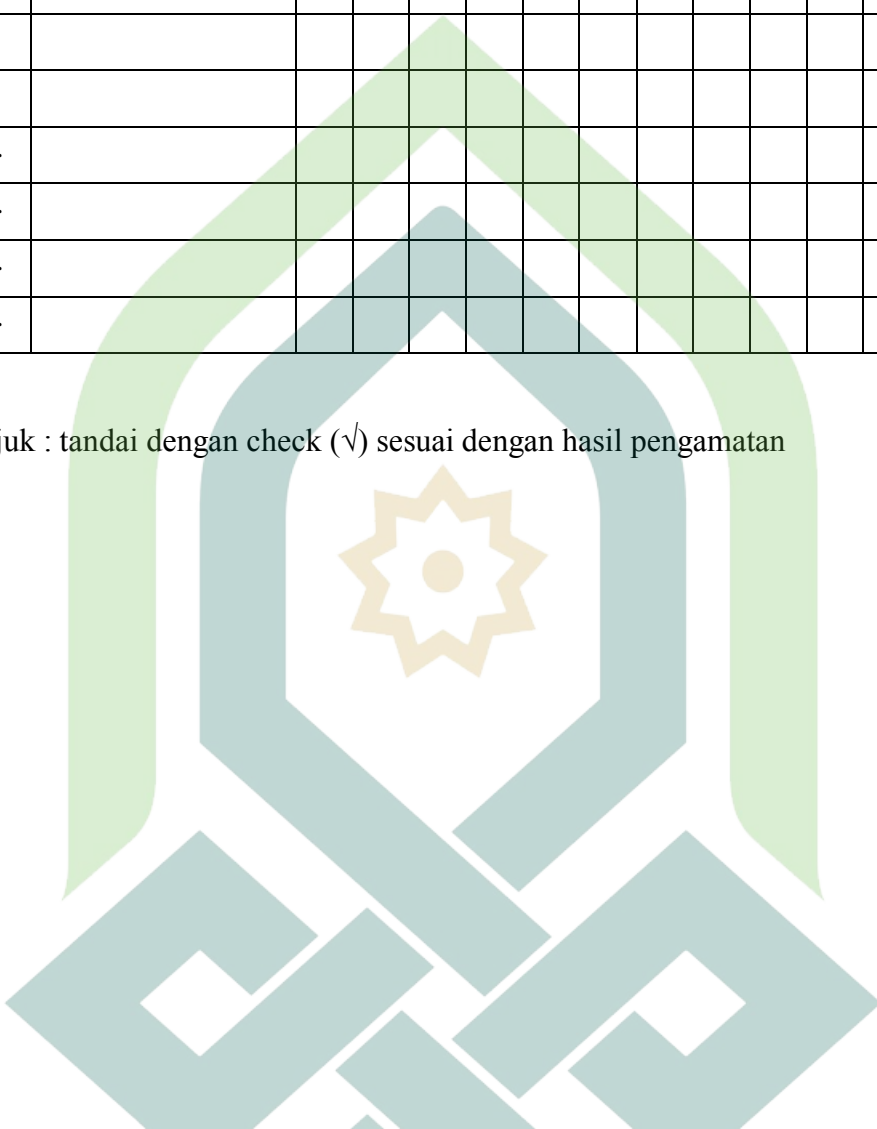 juk : tandai dengan check (√) sesuai dengan hasil pengamatan